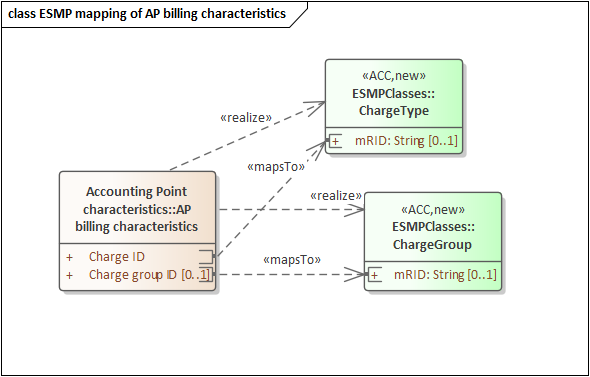 class ESMP mapping of AP billing characteristics
«ACC,new»
ESMPClasses::
ChargeType
+ mRID: String [0..1]
«realize»
«mapsTo»
Accounting Point
characteristics::AP
billing characteristics
+ Charge ID
+ Charge group ID [0..1]
«realize»
«mapsTo»
«ACC,new»
ESMPClasses::
ChargeGroup
+ mRID: String [0..1]